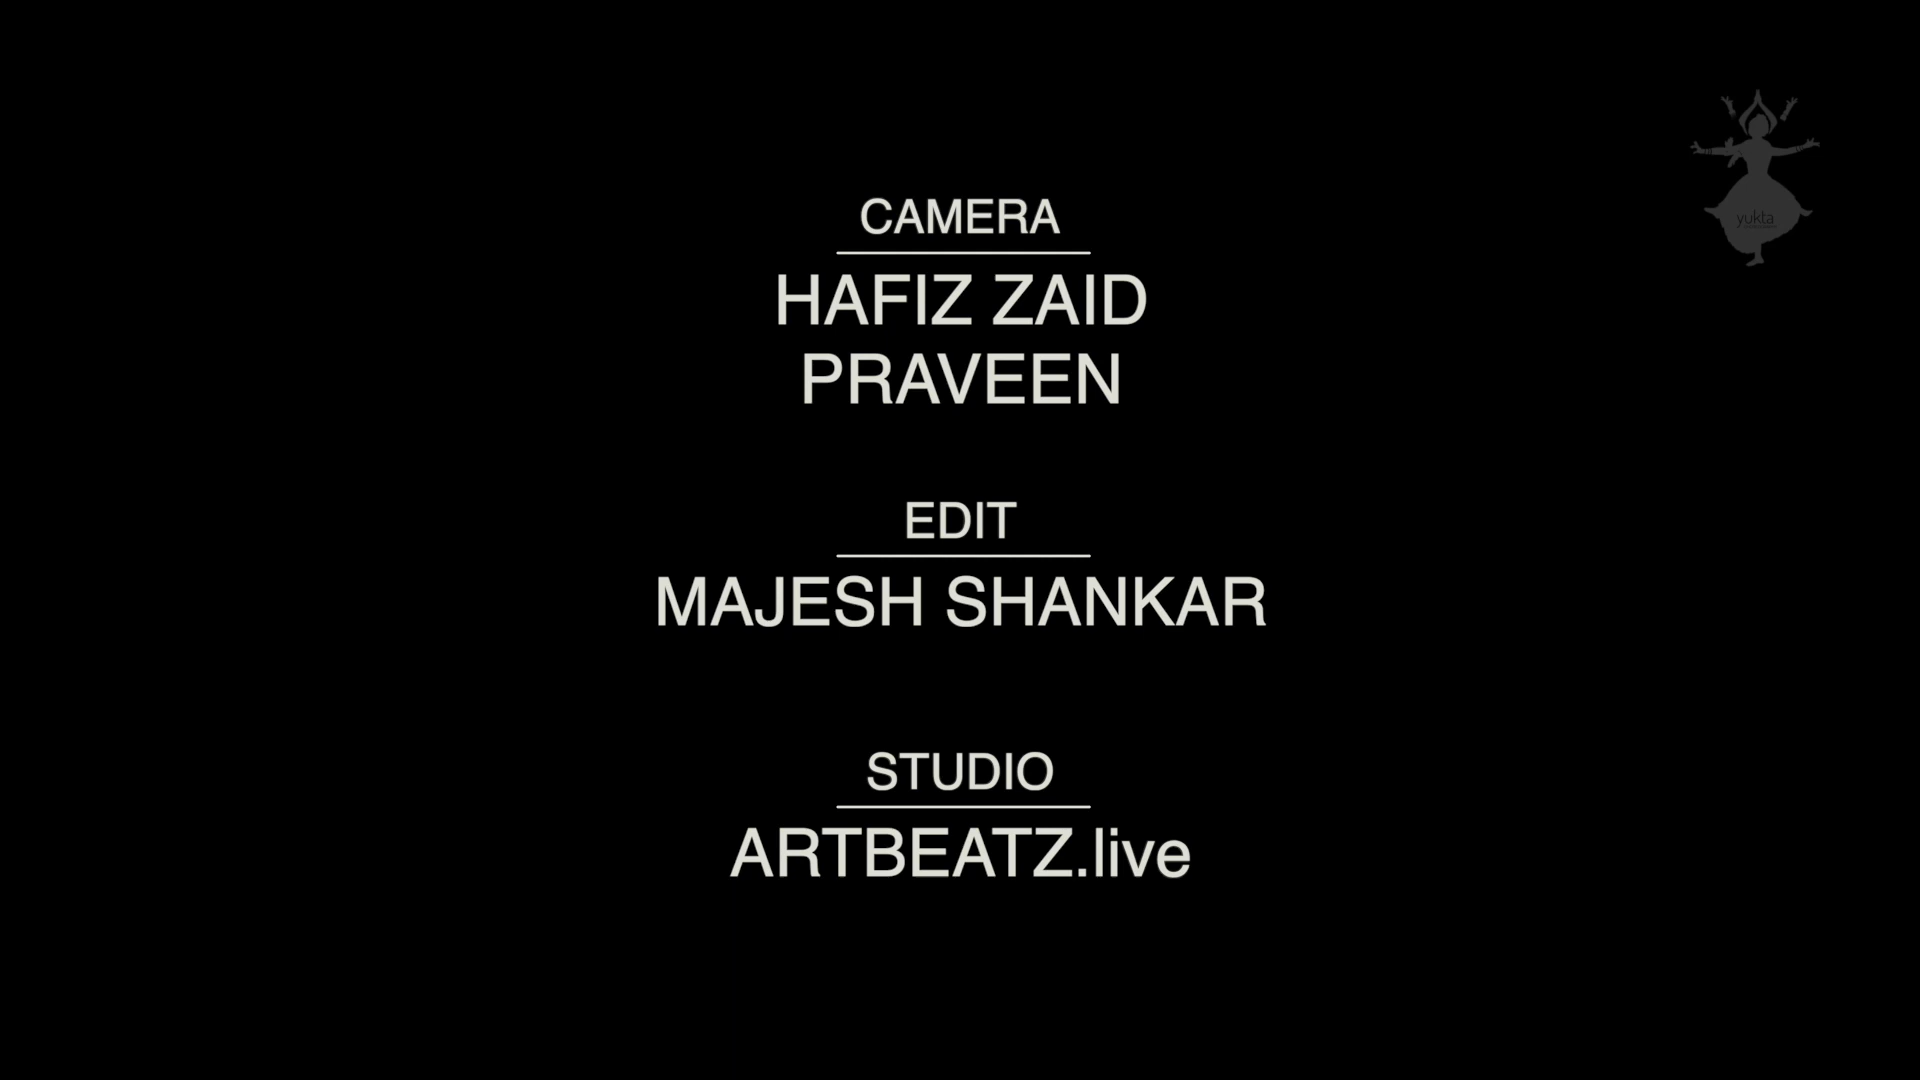 CAMERA
HAFIZ ZAID
PRAVEEN
EDIT
MAJESH SHANKAR
STUDIO
ARTBEATZ.live
yukta